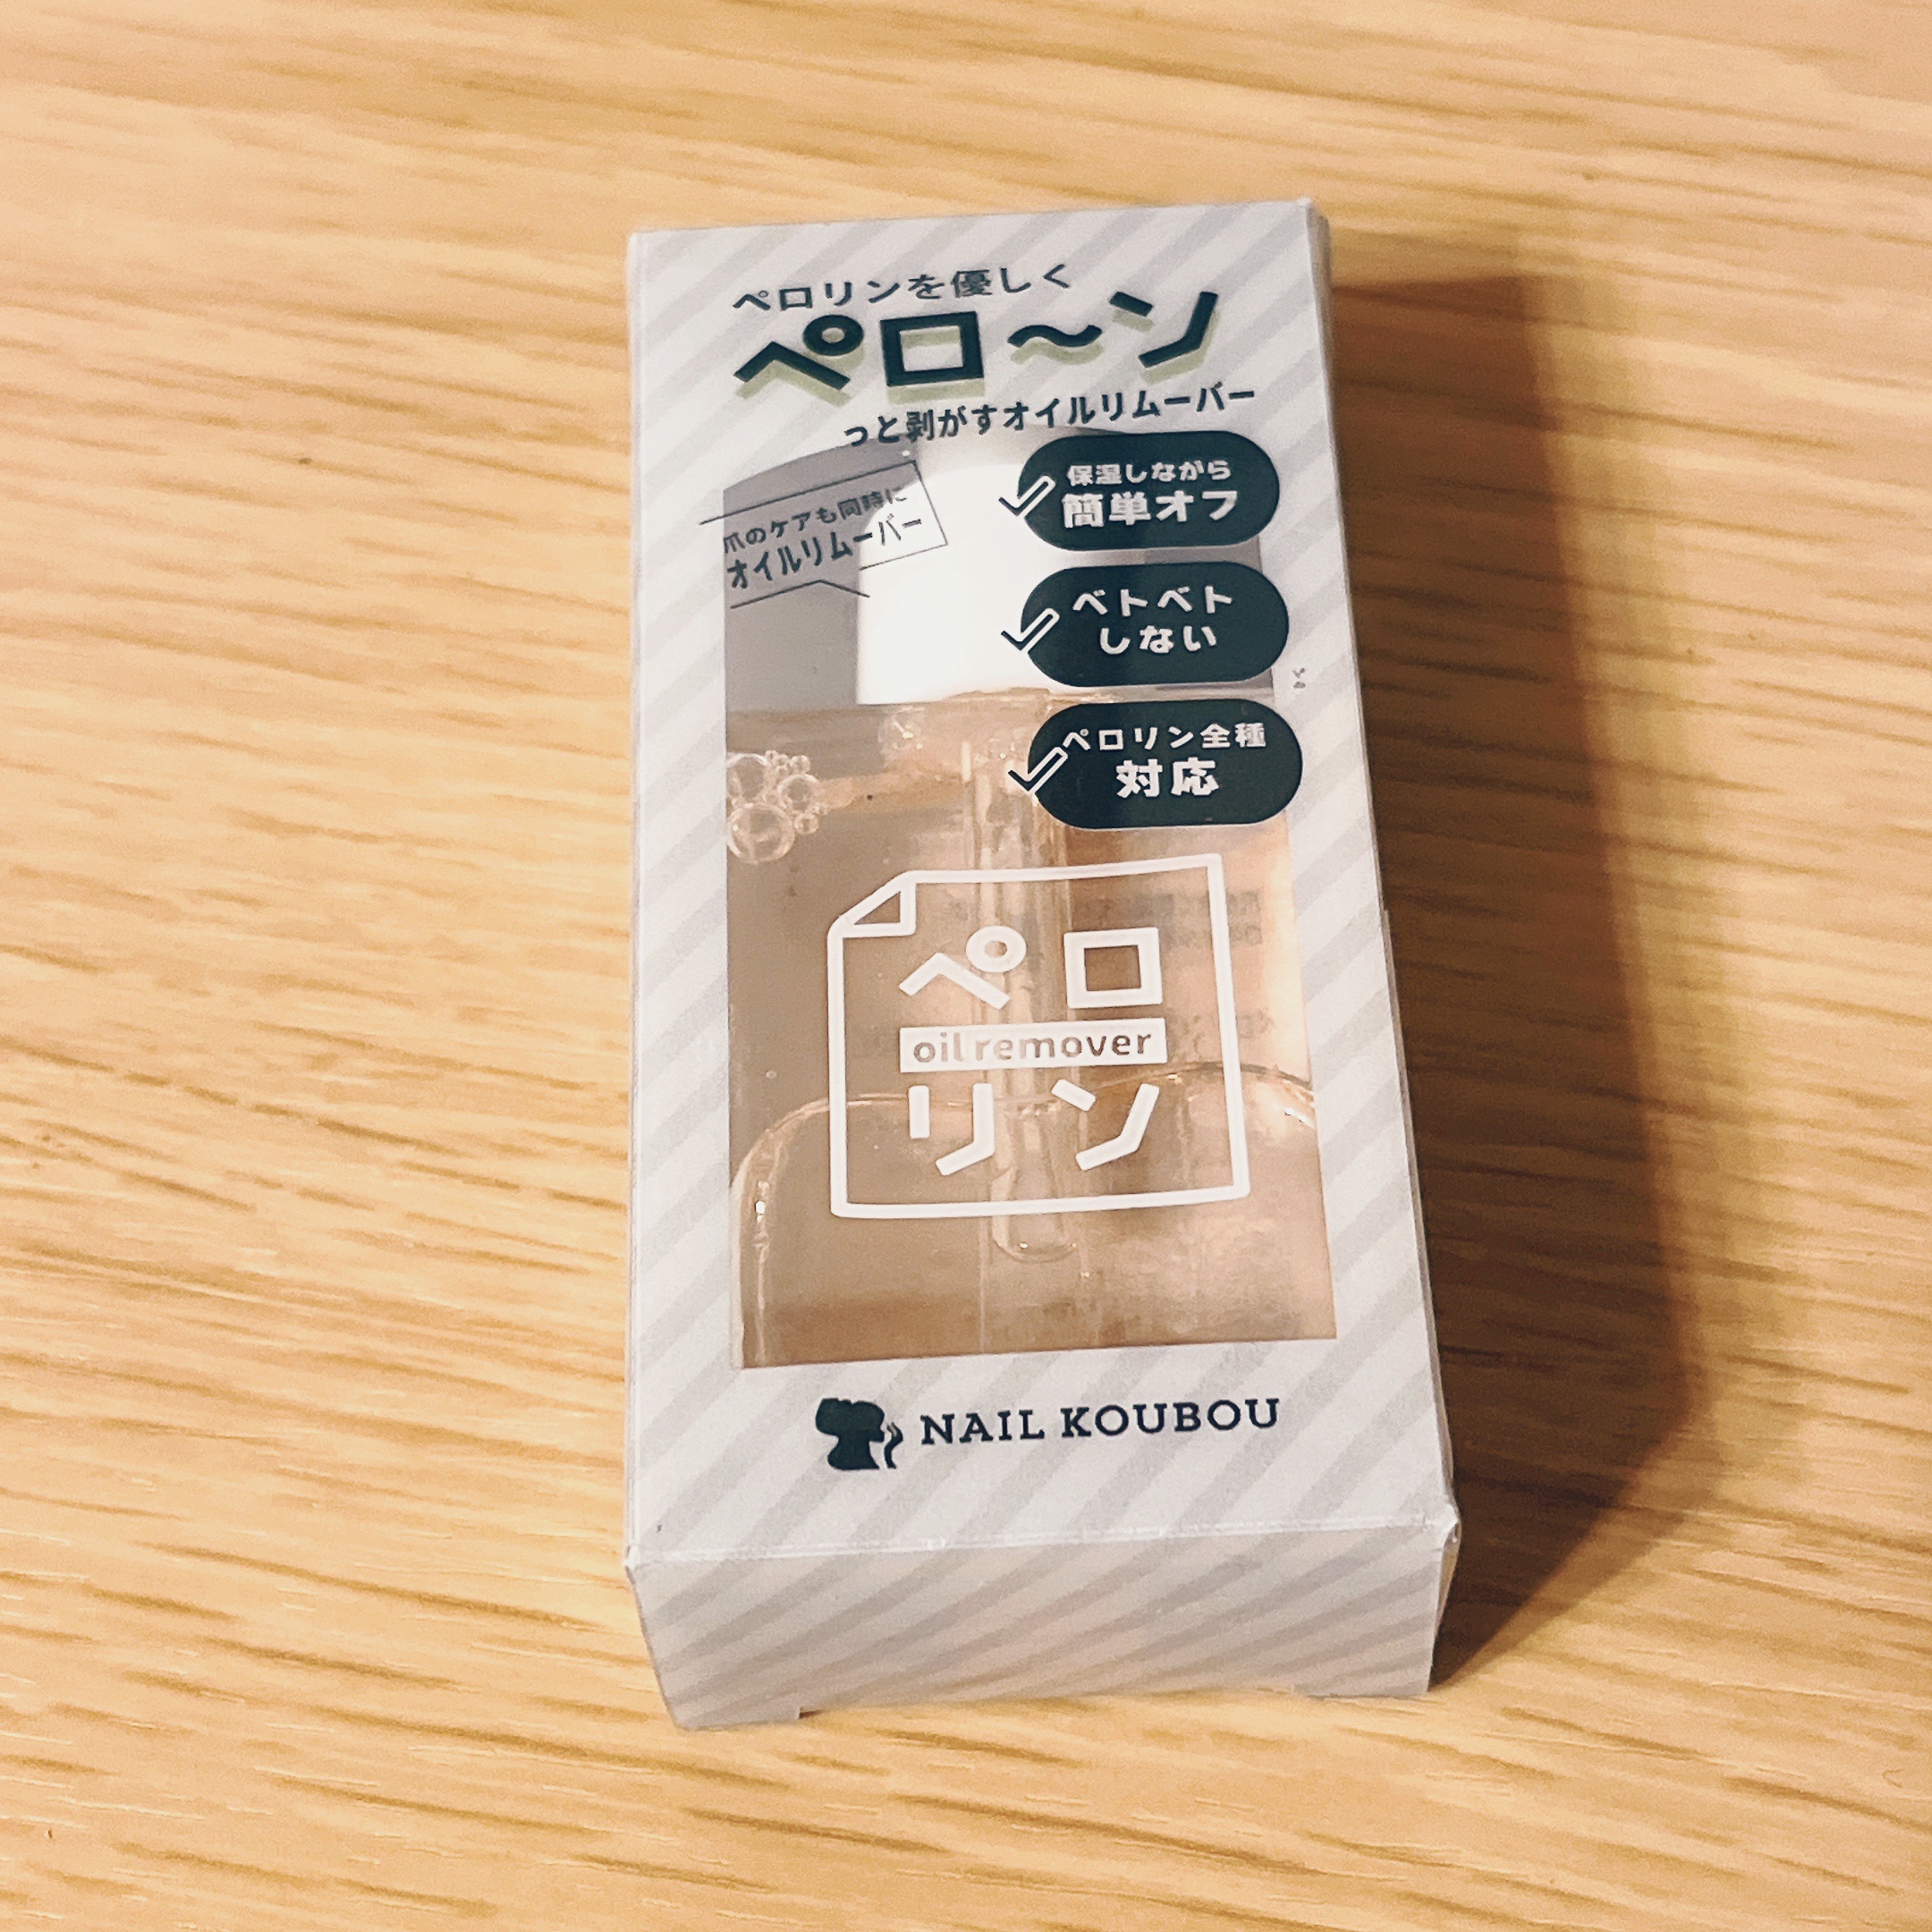 ペロリンを優しく
ペロ〜ン
っと剥がすオイルリムーバー
爪のケアも同時に
オイルリムーバー
保湿しながら
簡単オフ
ベトベト
しない
ペロリン全種
対応
ペロ
oil remover
リン
NAIL KOUBOU